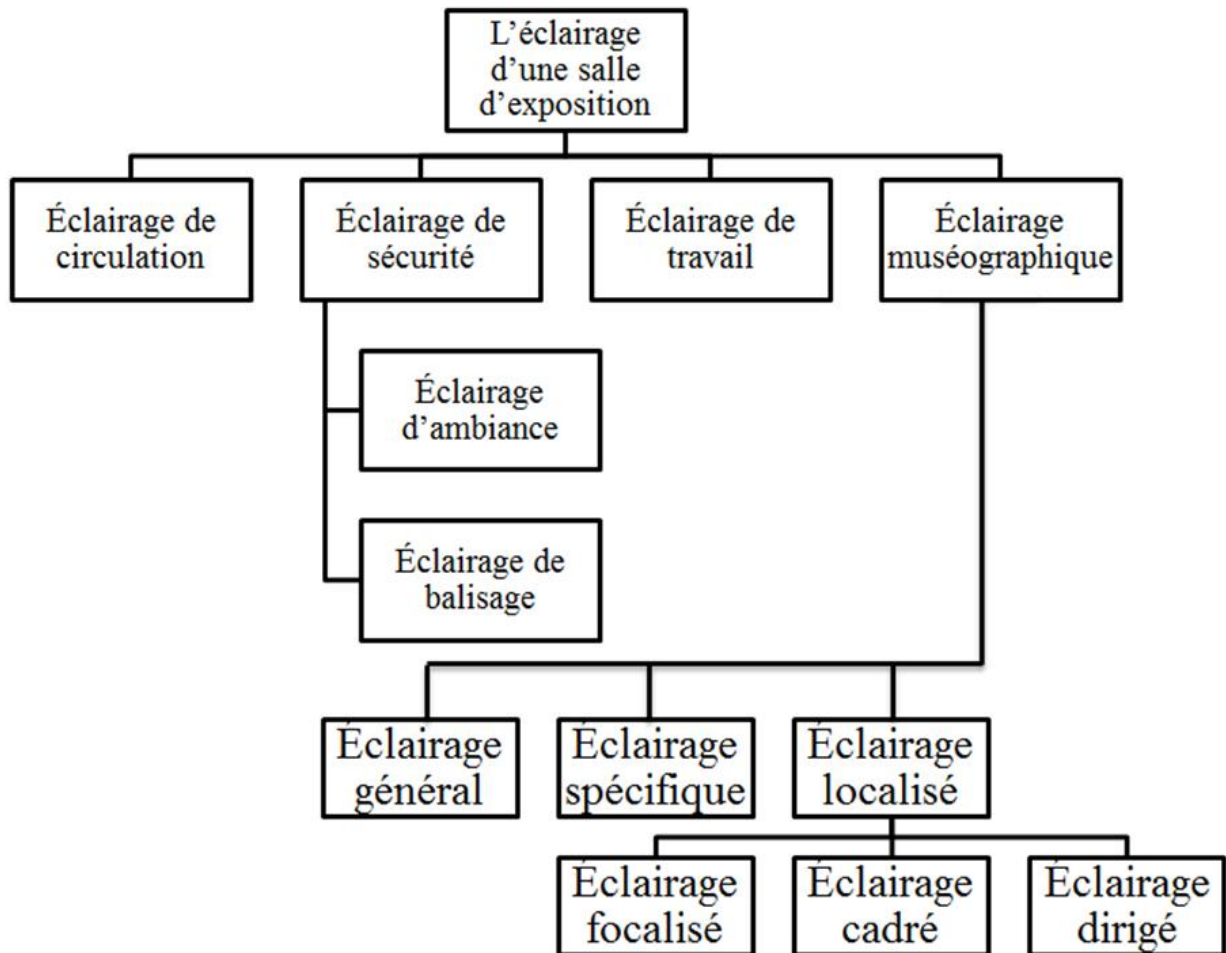 L’éclairage
d’une salle
d’exposition
Éclairage de
circulation
Éclairage de
sécurité
Éclairage de
travail
Éclairage
muséographique
Éclairage
d’ambiance
Éclairage de
balisage
Éclairage
général
Éclairage
spécifique
Éclairage
localisé
Éclairage
focalisé
Éclairage
cadré
Éclairage
dirigé